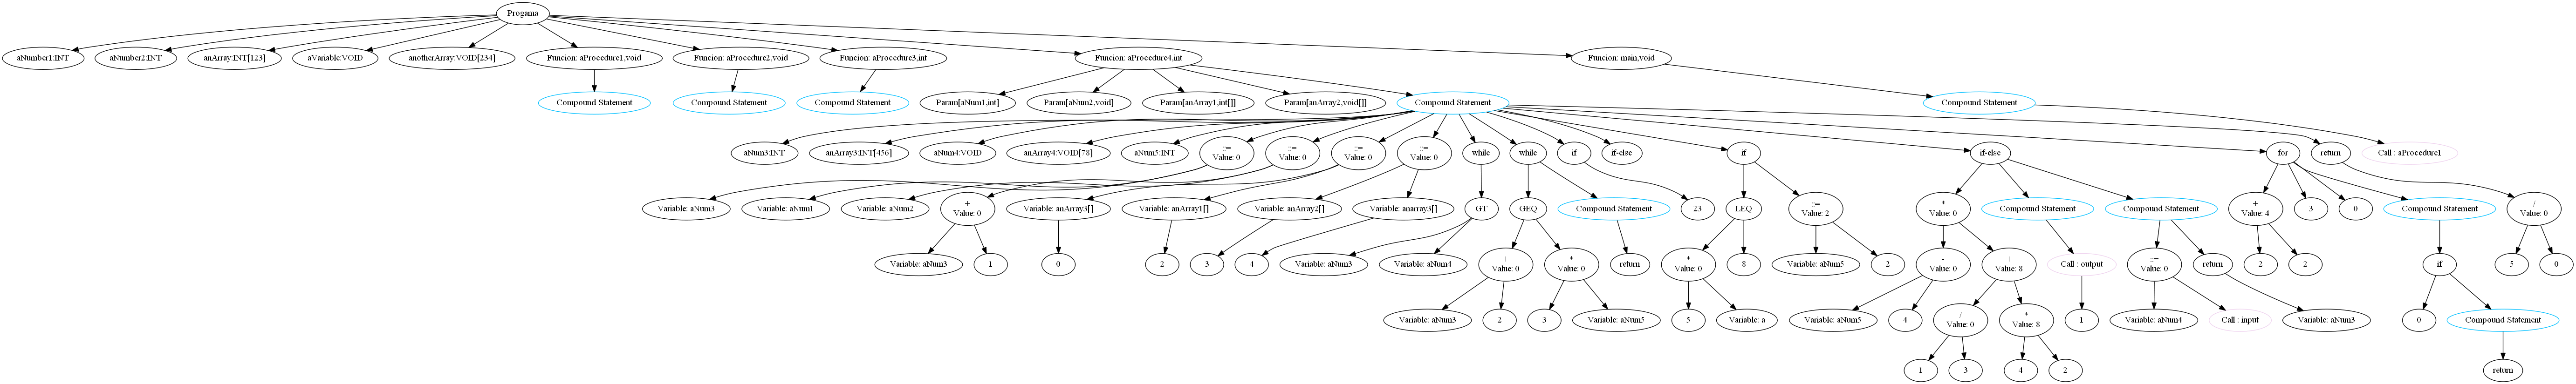 Progama
aNumber1:INT
aNumber2:INT
anArray:INT[123]
aVariable:VOID
anotherArray:VOID[234]
Funcion: aProcedure1,void
Funcion: aProcedure2,void
Funcion: aProcedure3,int
Funcion: aProcedure4,int
Funcion: main,void
Compound Statement
Compound Statement
Compound Statement
Param[aNum1,int]
Param[aNum2,void]
Param[anArray1,int[]]
Param[anArray2,void[]]
Compound Statement
Compound Statement
aNum3:INT
anArray3:INT[456]
aNum4:VOID
anArray4:VOID[78]
aNum5:INT
:=
Value: 0
:=
Value: 0
:=
Value: 0
:=
Value: 0
while
while
if
if-else
if
if-else
for
return
Call : aProcedure1
Variable: aNum3
Variable: aNum1
Variable: aNum2
+
Value: 0
Variable: anArray3[]
Variable: anArray1[]
Variable: anArray2[]
Variable: anarray3[]
GT
GEQ
Compound Statement
23
LEQ
:=
Value: 2
*
Value: 0
Compound Statement
Compound Statement
+
Value: 4
3
0
Compound Statement
/
Value: 0
Variable: aNum3
1
0
2
3
4
Variable: aNum3
Variable: aNum4
+
Value: 0
*
Value: 0
return
*
Value: 0
8
Variable: aNum5
2
-
Value: 0
+
Value: 8
Call : output
:=
Value: 0
return
2
2
if
5
0
Variable: aNum3
2
3
Variable: aNum5
5
Variable: a
Variable: aNum5
4
/
Value: 0
*
Value: 8
1
Variable: aNum4
Call : input
Variable: aNum3
0
Compound Statement
1
3
4
2
return